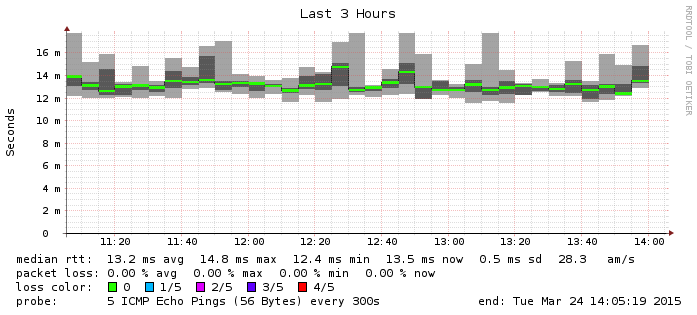 Last 3 Hours
RRDTOOL / TOBI OETIKER
Seconds
16 m
14 m
12 m
10 m
8 m
6 m
4 m
2 m
0
11:20 11:40 12:00 12:20 12:40 13:00 13:20 13:40 14:00
median rtt: 13.2 ms avg 14.8 ms max 12.4 ms min 13.5 ms now 0.5 ms sd 28.3 am/s
packet loss: 0.00 % avg 0.00 % max 0.00 % min 0.00 % now
loss color: 0 1/5 2/5 3/5 4/5
probe: 5 ICMP Echo Pings (56 Bytes) every 300s end: Tue Mar 24 14:05:19 2015